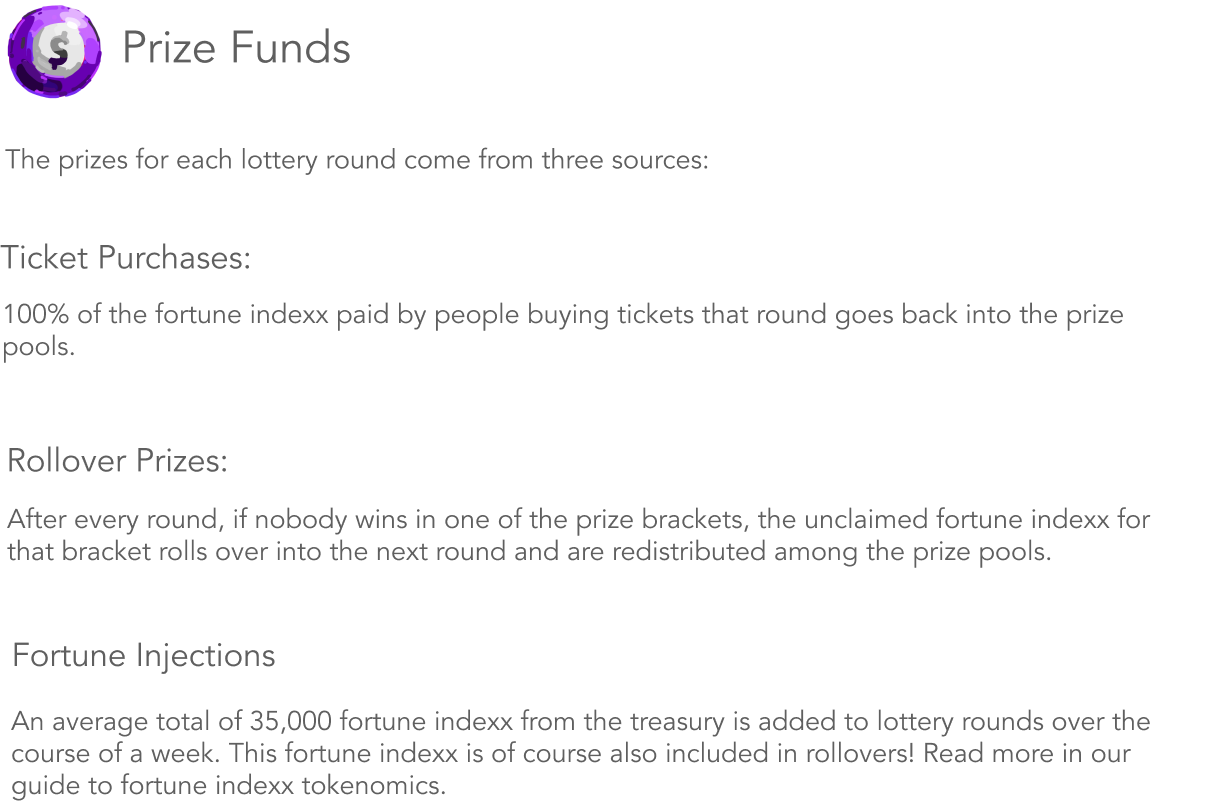 $
Prize Funds
The prizes for each lottery round come from three sources:
Ticket Purchases:
100% of the fortune indexx paid by people buying tickets that round goes back into the prize
pools.
Rollover Prizes:
After every round, if nobody wins in one of the prize brackets, the unclaimed fortune indexx for
that bracket rolls over into the next round and are redistributed among the prize pools.
Fortune Injections
An average total of 35,000 fortune indexx from the treasury is added to lottery rounds over the
course of a week. This fortune indexx is of course also included in rollovers! Read more in our
guide to fortune indexx tokenomics.